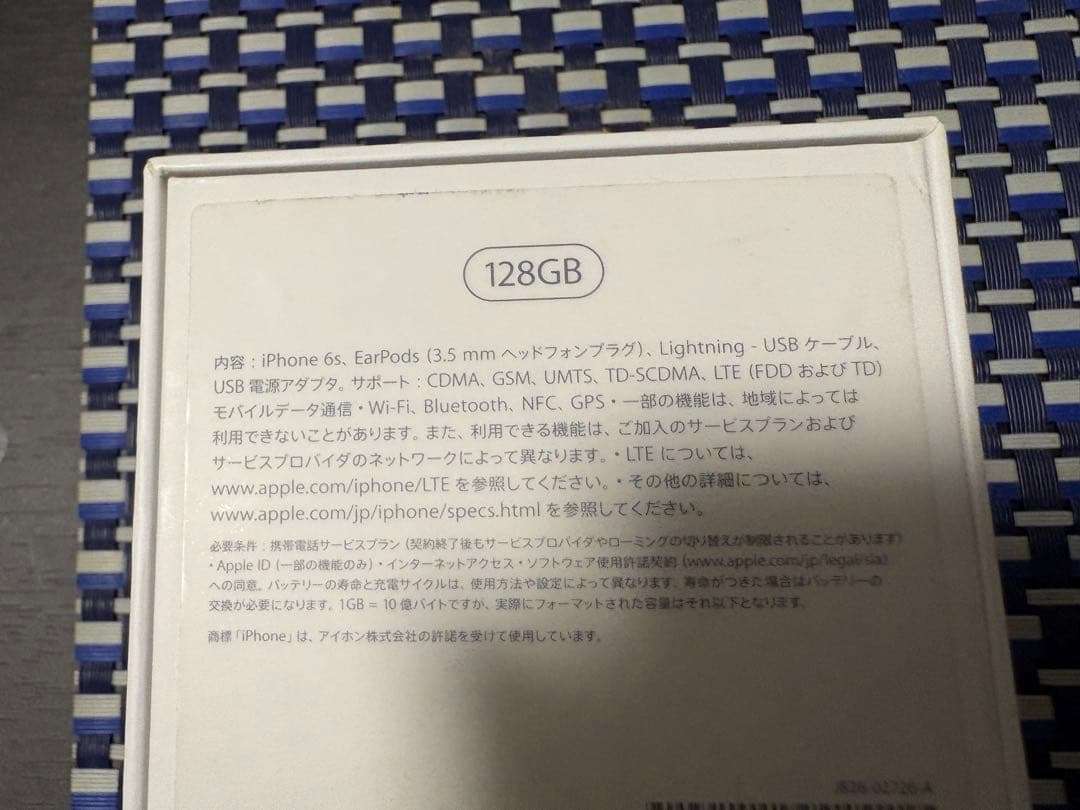 128GB
内容：iPhone 6s、EarPods（3.5 mm ヘッドフォンプラグ）、Lightning - USB ケーブル、
USB 電源アダプタ。サポート：CDMA、GSM、UMTS、TD-SCDMA、LTE（FDD および TD）
モバイルデータ通信・Wi-Fi、Bluetooth、NFC、GPS・一部の機能は、地域によっては
利用できないことがあります。また、利用できる機能は、ご加入のサービスプランおよび
サービスプロバイダのネットワークによって異なります。・LTE については、
www.apple.com/iphone/LTE を参照してください。・その他の詳細については、
www.apple.com/jp/iphone/specs.html を参照してください。
必要条件：携帯電話サービスプラン（契約終了後もサービスプロバイダやローミングの切り替えが制限されることがあります）
・Apple ID（一部の機能のみ）・インターネットアクセス・ソフトウェア使用許諾契約（www.apple.com/jp/legal/sla）
への同意。バッテリーの寿命と充電サイクルは、使用方法や設定によって異なります。寿命がつきた場合はバッテリーの
交換が必要になります。1GB = 10 億バイトですが、実際にフォーマットされた容量はそれ以下となります。
商標「iPhone」は、アイホン株式会社の許諾を受けて使用しています。